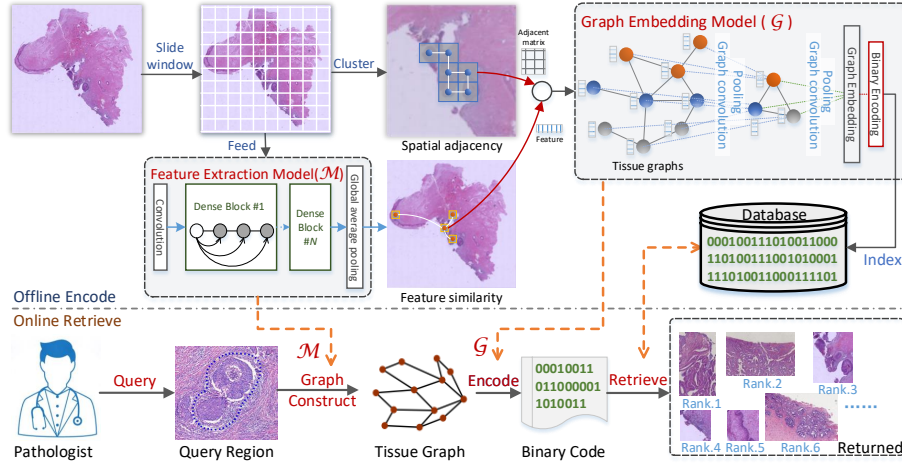 Slide
window
Cluster
Spatial adjacency
Adjacent
matrix
Feature
Graph Embedding Model ( 𝒢 )
Pooling
Graph convolution
Pooling
Graph convolution
Graph Embedding
Binary Encoding
Tissue graphs
Feed
Feature Extraction Model(ℳ)
Convolution
Dense Block #1
Dense
Block
#N
Global average
pooling
Feature similarity
Database
000100111010011000
110100111001010001
111010011000111101
Index
Offline Encode
Online Retrieve
Pathologist
Query
Query Region
ℳ
Graph
Construct
Tissue Graph
𝒢
Encode
00010011
011000001
1010011
Binary Code
Retrieve
Rank.1
Rank.2
Rank.3
Rank.4
Rank.5
Rank.6
......
Returned